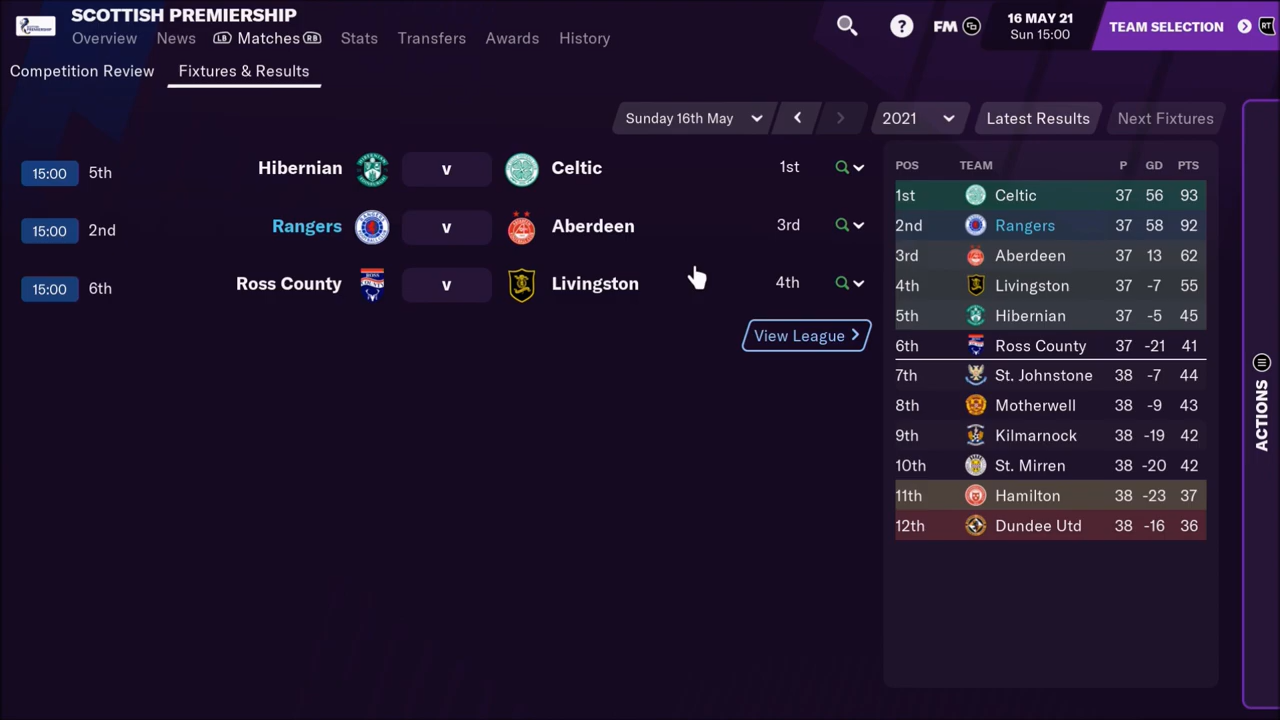 SCOTTISH PREMIERSHIP
Overview News LB Matches RB Stats Transfers Awards History
? FM 16 MAY 21 TEAM SELECTION RT
Sun 15:00
Competition Review Fixtures & Results
Sunday 16th May 2021 Latest Results Next Fixtures
15:00 5th Hibernian v Celtic 1st
15:00 2nd Rangers v Aberdeen 3rd
15:00 6th Ross County v Livingston 4th
View League
POS TEAM P GD PTS
1st Celtic 37 56 93
2nd Rangers 37 58 92
3rd Aberdeen 37 13 62
4th Livingston 37 -7 55
5th Hibernian 37 -5 45
6th Ross County 37 -21 41
7th St. Johnstone 38 -7 44
8th Motherwell 38 -9 43
9th Kilmarnock 38 -19 42
10th St. Mirren 38 -20 42
11th Hamilton 38 -23 37
12th Dundee Utd 38 -16 36
ACTIONS